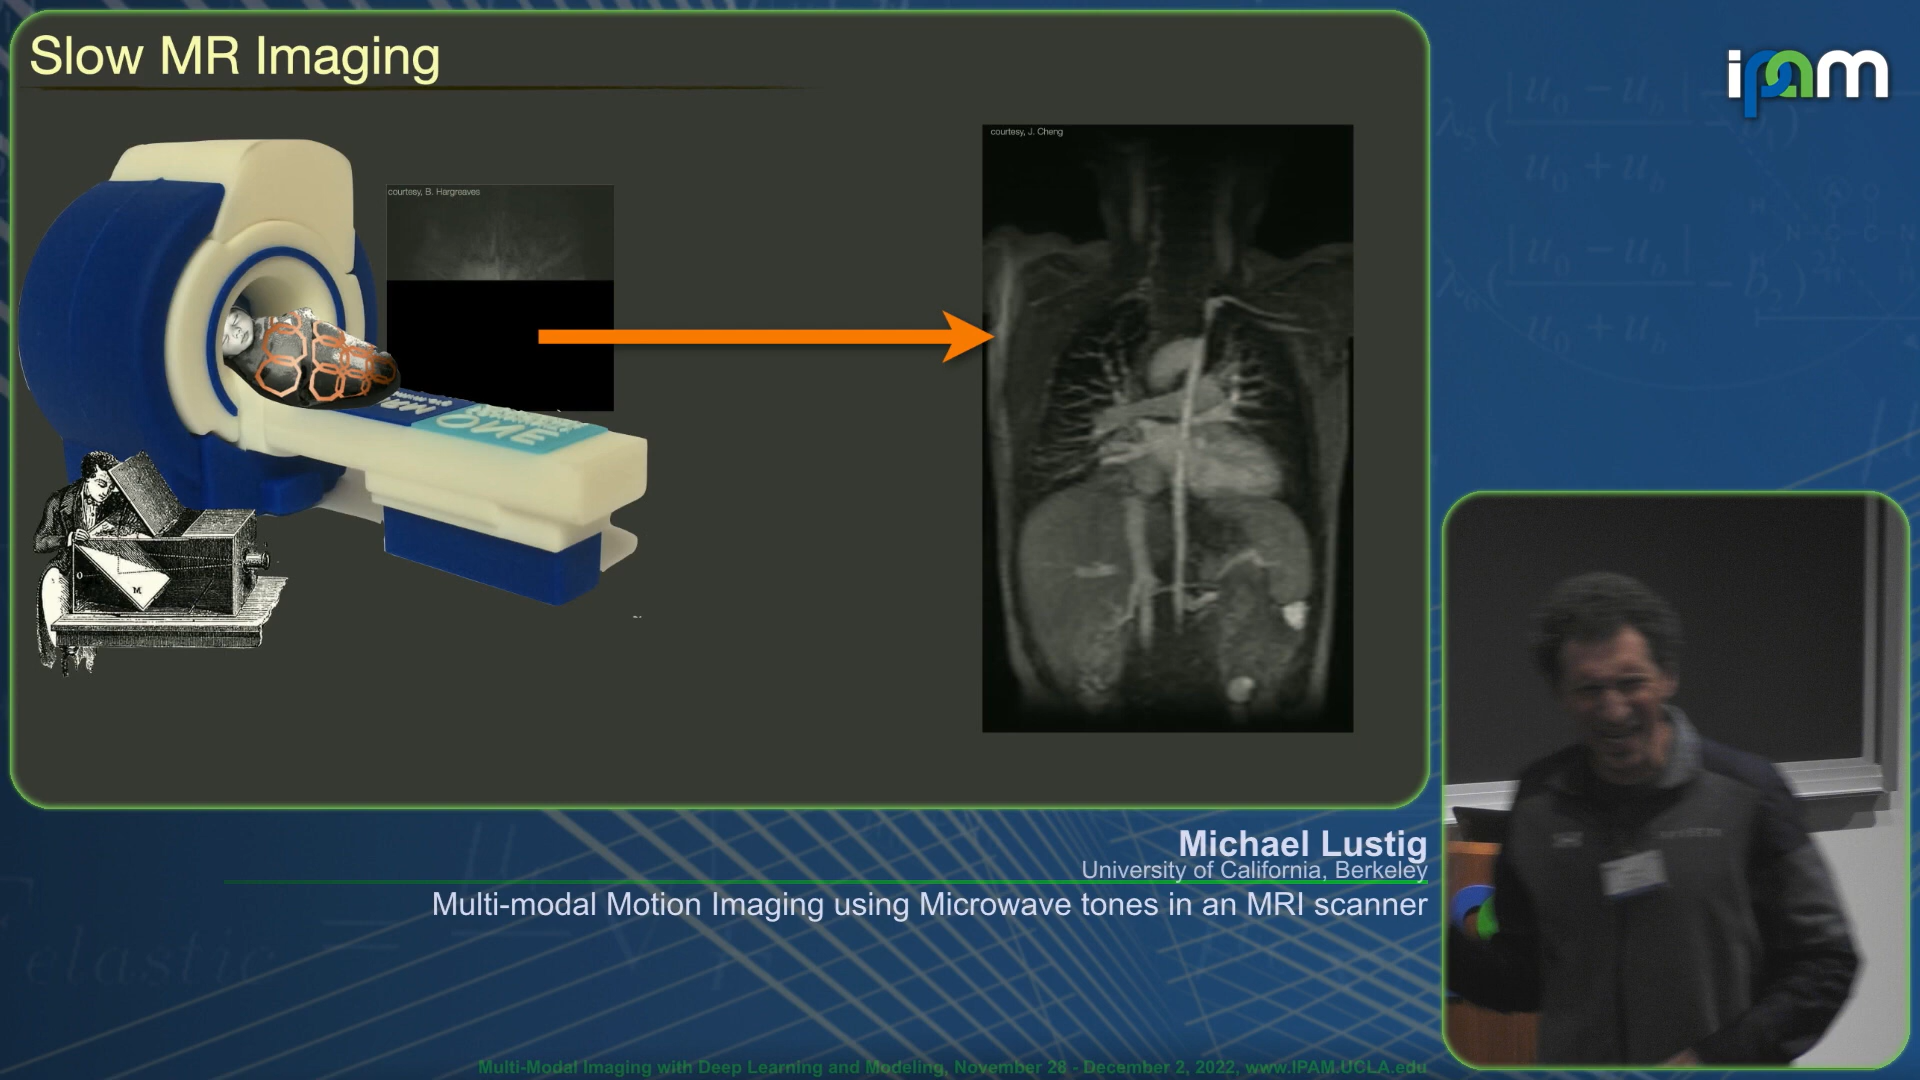 Slow MR Imaging
ipam
courtesy, J. Cheng
courtesy, B. Hargreaves
ONE
M
Michael Lustig
University of California, Berkeley
Multi-modal Motion Imaging using Microwave tones in an MRI scanner
elastic
Multi-Modal Imaging with Deep Learning and Modeling, November 28 - December 2, 2022, www.IPAM.UCLA.edu